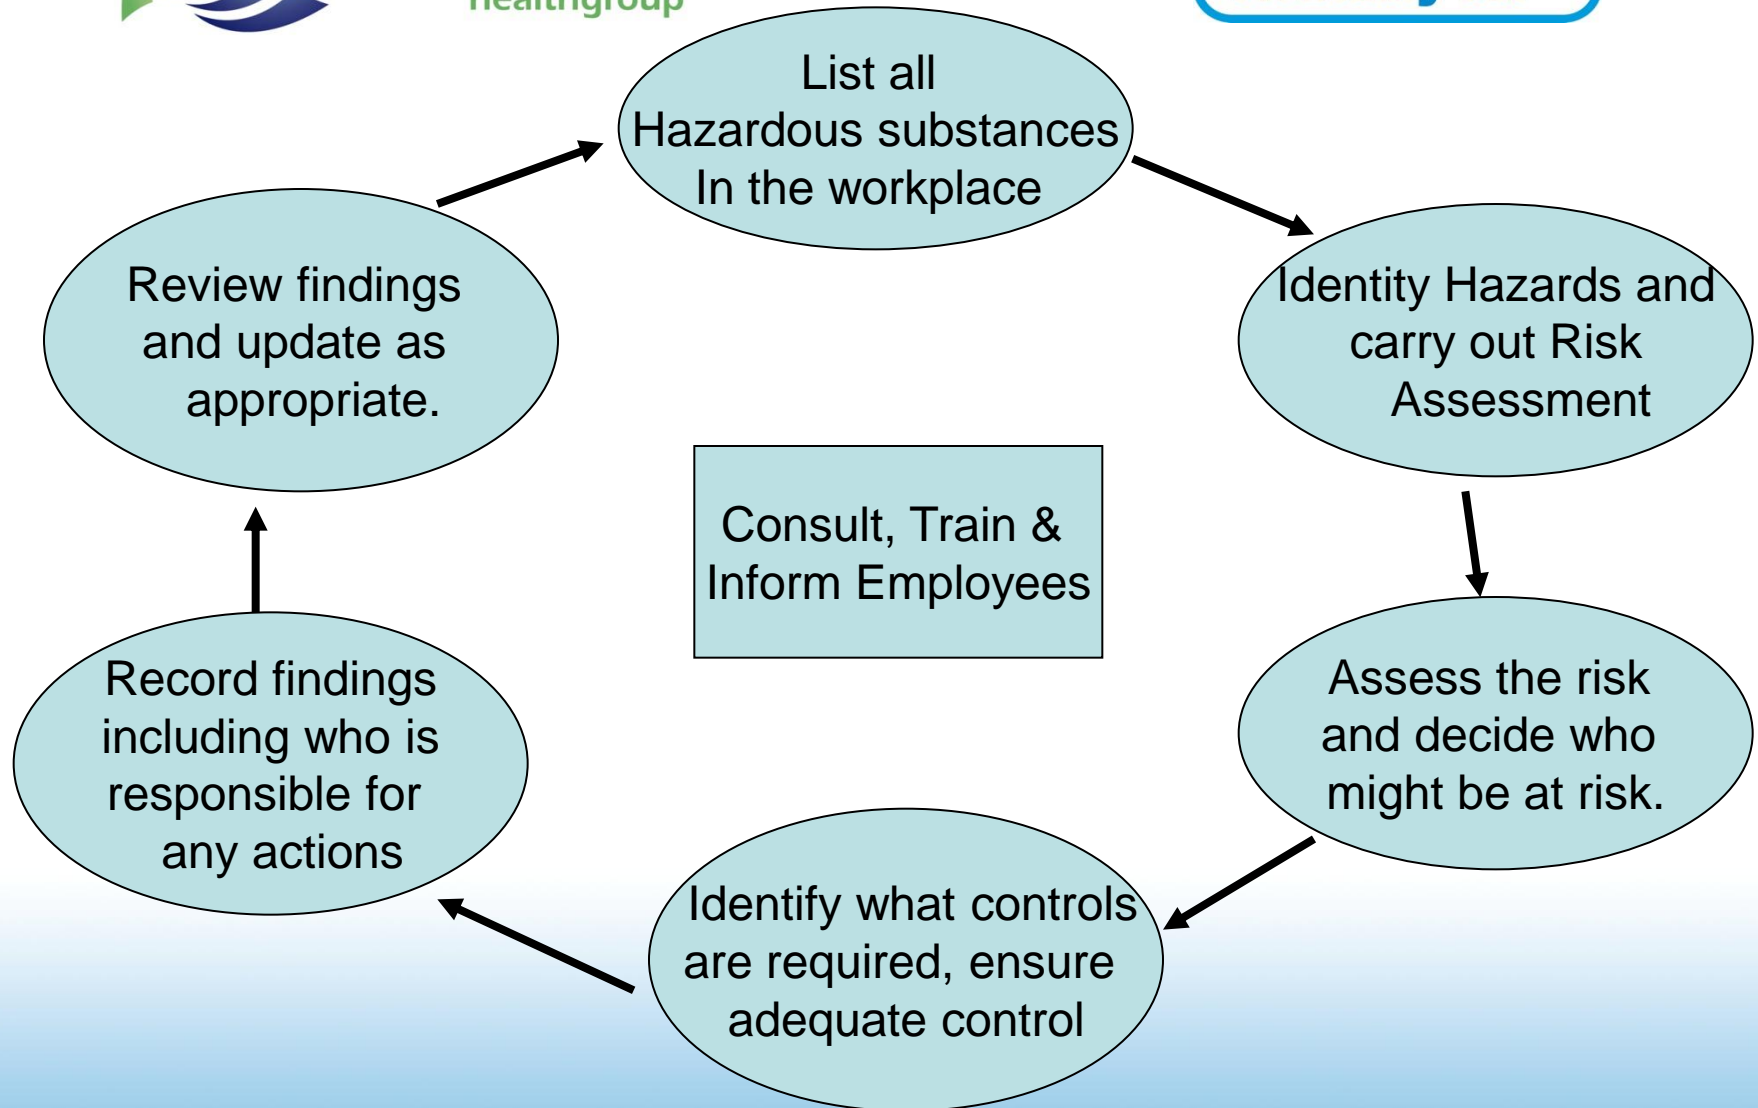 healthgroup
List all
Hazardous substances
In the workplace
Identity Hazards and
carry out Risk
Assessment
Assess the risk
and decide who
might be at risk.
Identify what controls
are required, ensure
adequate control
Record findings
including who is
responsible for
any actions
Review findings
and update as
appropriate.
Consult, Train &
Inform Employees